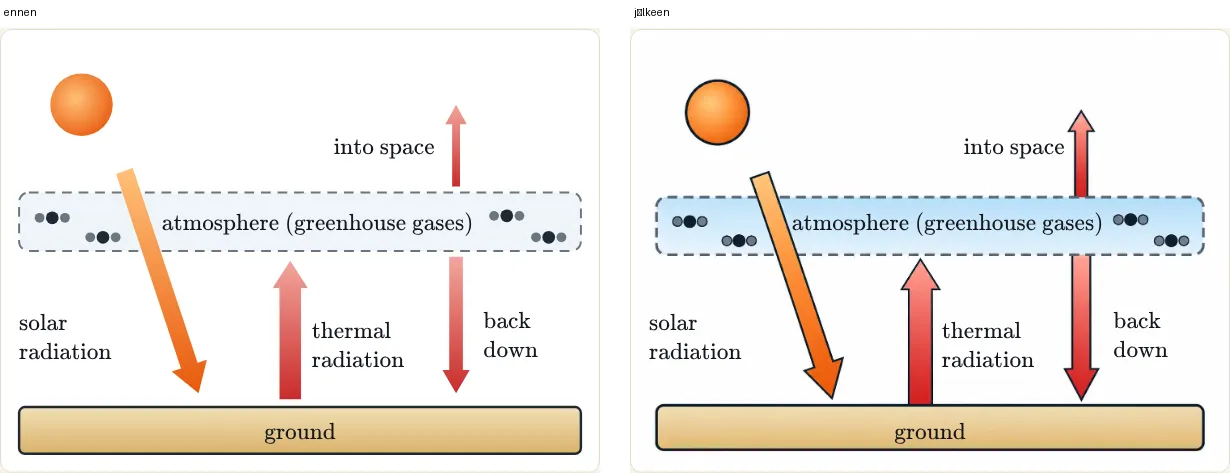 ennen
into space
atmosphere (greenhouse gases)
solar
radiation
thermal
radiation
back
down
ground
into space
atmosphere (greenhouse gases)
solar
radiation
thermal
radiation
back
down
ground